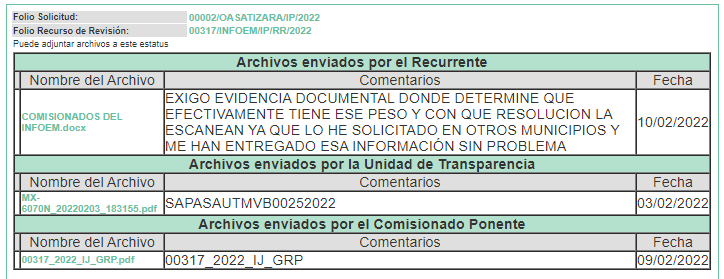 Folio Solicitud: 00002/OASATIZARA/IP/2022
Folio Recurso de Revisión: 00317/INFOEM/IP/RR/2022
Puede adjuntar archivos a este estatus
Archivos enviados por el Recurrente
Nombre del Archivo Comentarios Fecha
COMISIONADOS DEL INFOEM.docx
EXIGO EVIDENCIA DOCUMENTAL DONDE DETERMINE QUE
EFECTIVAMENTE TIENE ESE PESO Y CON QUE RESOLUCION LA
ESCANEAN YA QUE LO HE SOLICITADO EN OTROS MUNICIPIOS Y
ME HAN ENTREGADO ESA INFORMACIÓN SIN PROBLEMA
10/02/2022
Archivos enviados por la Unidad de Transparencia
Nombre del Archivo Comentarios Fecha
MX-
6070N_20220203_183155.pdf SAPASAUTMVB00252022 03/02/2022
Archivos enviados por el Comisionado Ponente
Nombre del Archivo Comentarios Fecha
00317_2022_IJ_GRP.pdf 00317_2022_IJ_GRP 09/02/2022